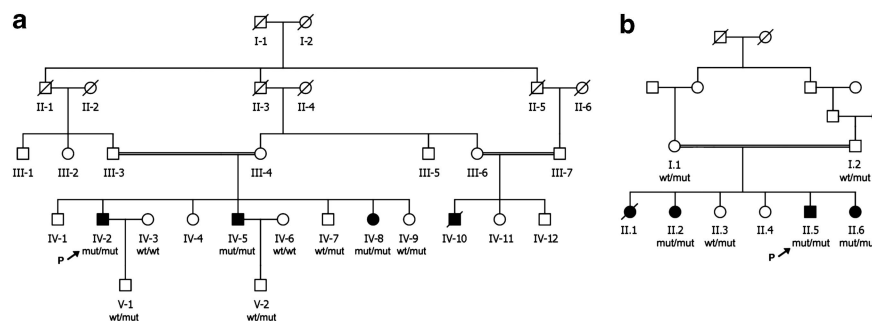 a
b
I-1 I-2
II-1 II-2 II-3 II-4 II-5 II-6
III-1 III-2 III-3 III-4 III-5 III-6 III-7
IV-1 IV-2 IV-3 IV-4 IV-5 IV-6 IV-7 IV-8 IV-9 IV-10 IV-11 IV-12
mut/mut wt/wt mut/mut wt/wt wt/mut mut/mut wt/mut
P
V-1 V-2
wt/mut wt/mut
I.1 I.2
wt/mut wt/mut
II.1 II.2 II.3 II.4 II.5 II.6
mut/mut wt/mut mut/mut mut/mu
P